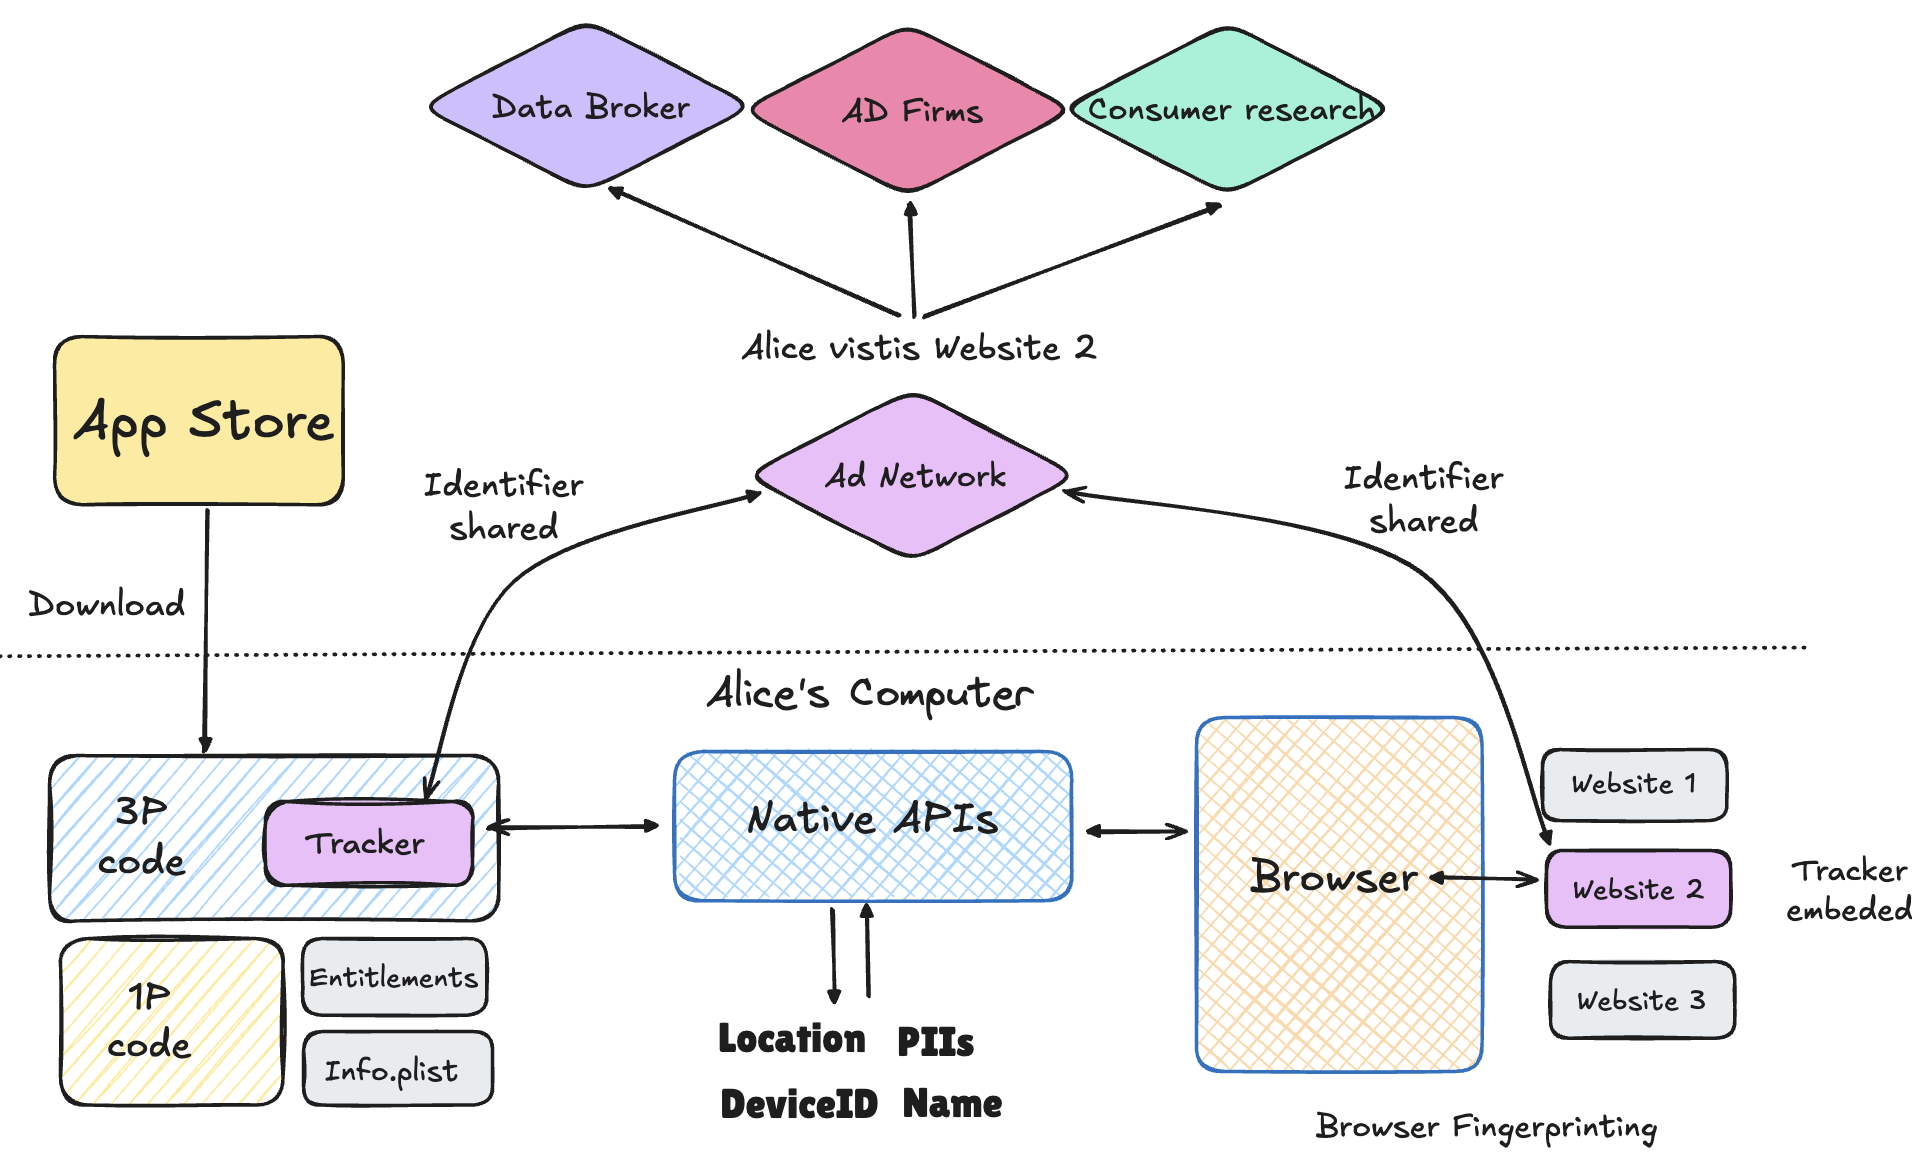 Data Broker
AD Firms
Consumer research
Alice vistis Website 2
App Store
Ad Network
Identifier
shared
Identifier
shared
Download
Alice's Computer
3P
code
Tracker
Native APIs
Browser
Website 1
Website 2
Website 3
Tracker
embeded
1P
code
Entitlements
Info.plist
Location PIIs
DeviceID Name
Browser Fingerprinting